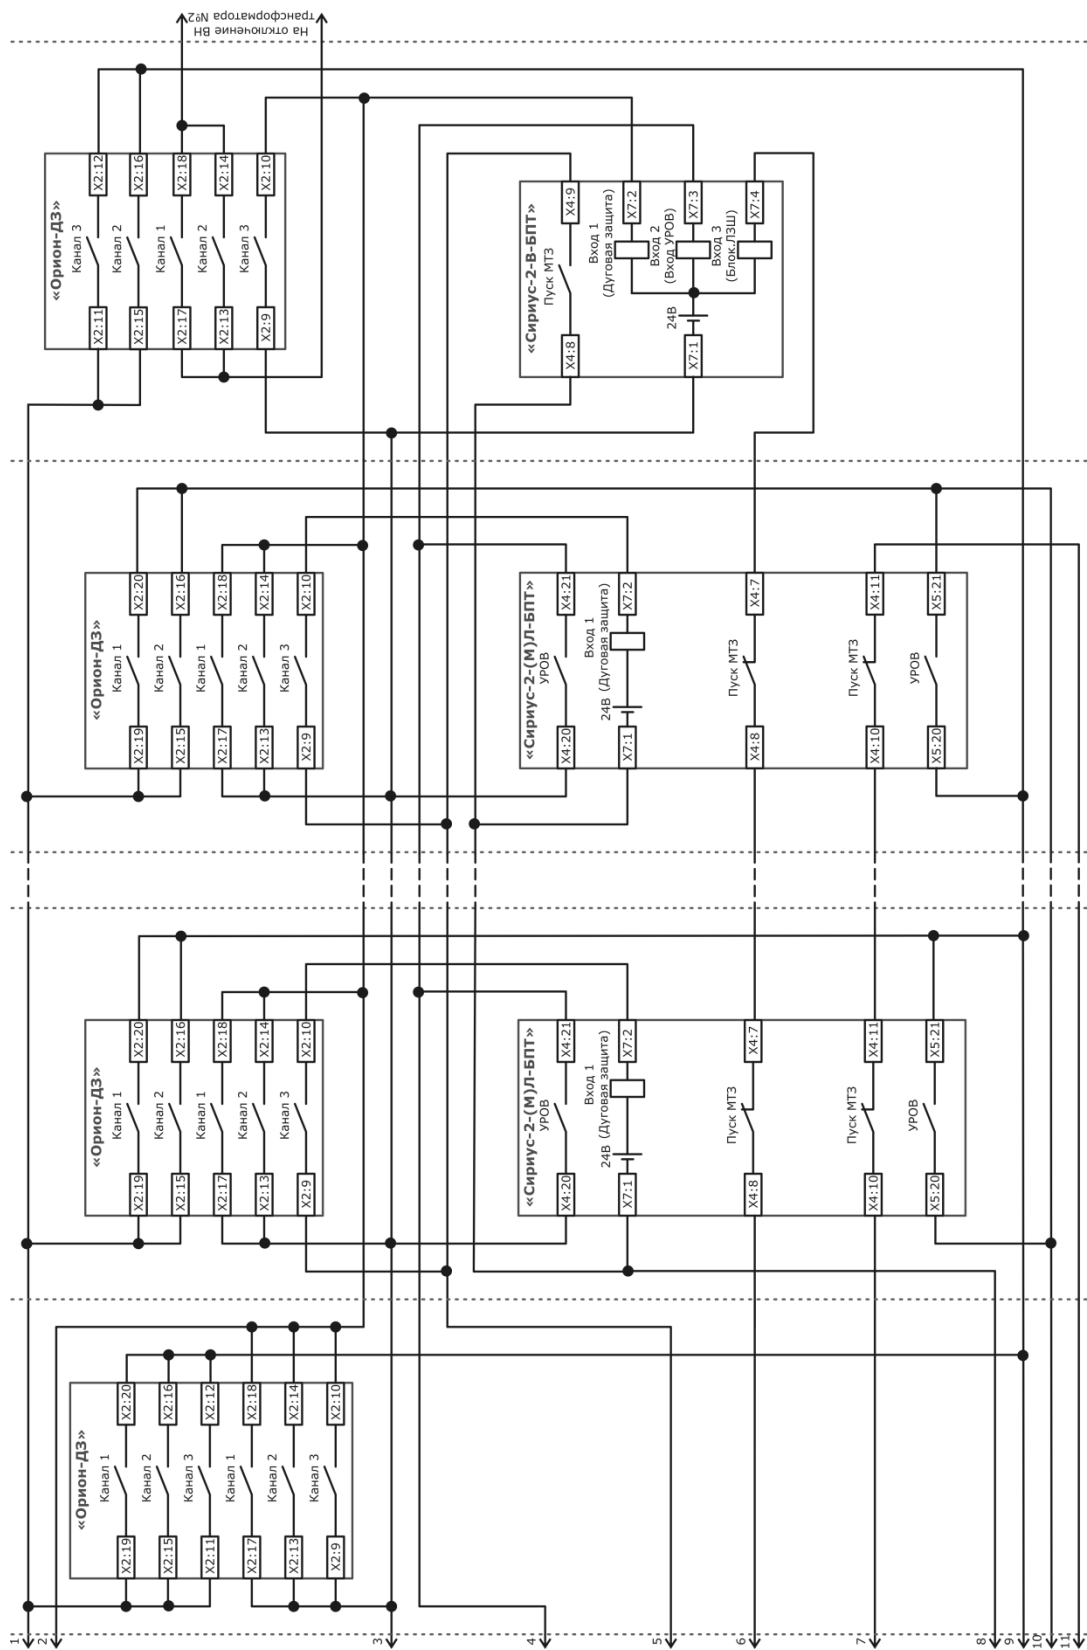 На отключение ВН
трансформатора №2
«Орион-ДЗ»
X2:12
X2:16
X2:18
X2:14
X2:10
Канал 3
Канал 2
Канал 1
Канал 2
Канал 3
X2:11
X2:15
X2:17
X2:13
X2:9
«Сириус-2-В-БПТ»
X4:9
X7:2
X7:3
X7:4
Пуск МТЗ
Вход 1
(Дуговая защита)
Вход 2
(Вход УРОВ)
Вход 3
(Блок.ЛЗШ)
24В
X4:8
X7:1
«Орион-ДЗ»
X2:20
X2:16
X2:18
X2:14
X2:10
Канал 1
Канал 2
Канал 1
Канал 2
Канал 3
X2:19
X2:15
X2:17
X2:13
X2:9
«Сириус-2-(М)Л-БПТ»
X4:21
X7:2
X4:7
X4:11
X5:21
УРОВ
Вход 1
24В (Дуговая защита)
Пуск МТЗ
Пуск МТЗ
УРОВ
X4:20
X7:1
X4:8
X4:10
X5:20
«Орион-ДЗ»
X2:20
X2:16
X2:18
X2:14
X2:10
Канал 1
Канал 2
Канал 1
Канал 2
Канал 3
X2:19
X2:15
X2:17
X2:13
X2:9
«Сириус-2-(М)Л-БПТ»
X4:21
X7:2
X4:7
X4:11
X5:21
УРОВ
Вход 1
24В (Дуговая защита)
Пуск МТЗ
Пуск МТЗ
УРОВ
X4:20
X7:1
X4:8
X4:10
X5:20
«Орион-ДЗ»
X2:20
X2:16
X2:12
X2:18
X2:14
X2:10
Канал 1
Канал 2
Канал 3
Канал 1
Канал 2
Канал 3
X2:19
X2:15
X2:11
X2:17
X2:13
X2:9
1
2
3
4
5
6
7
8
9
10
11